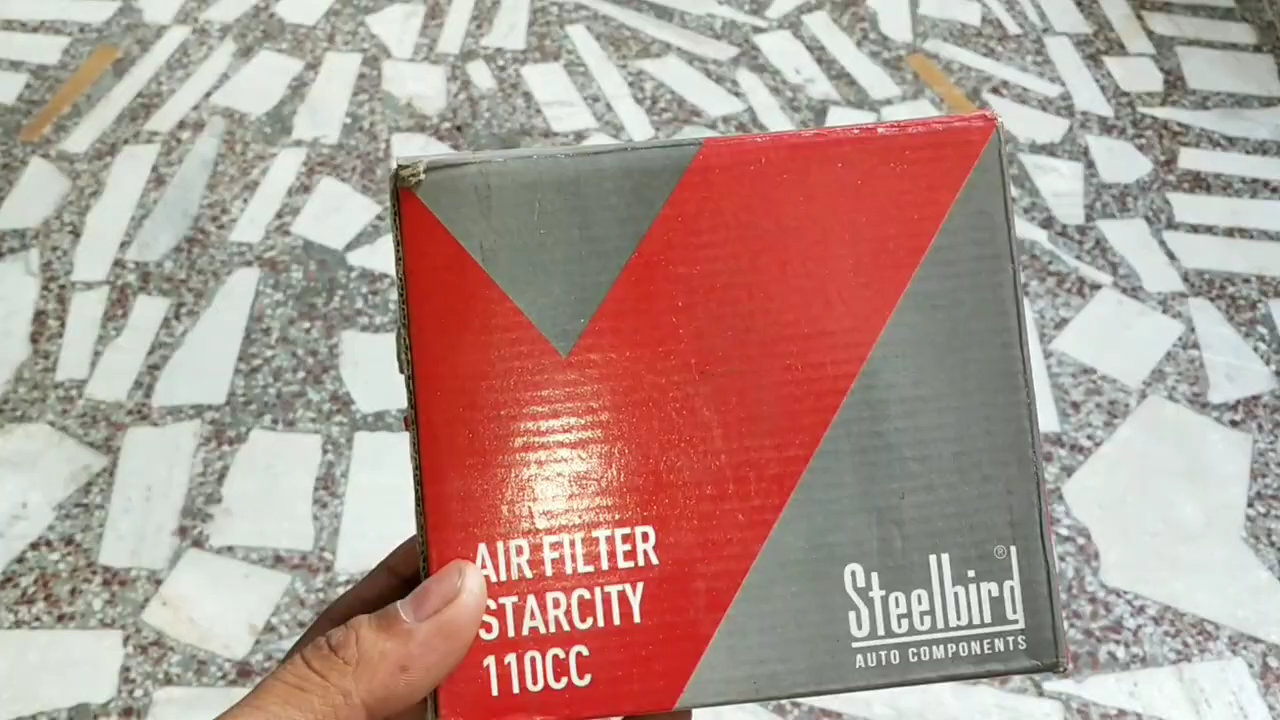 AIR FILTER
STARCITY
110CC
Steelbird®
AUTO COMPONENTS